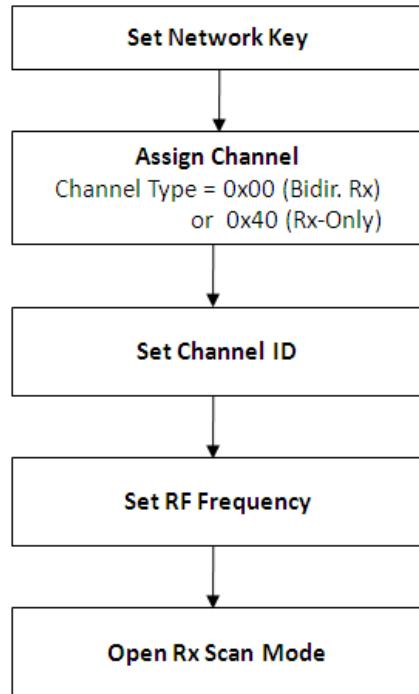 Set Network Key
Assign Channel
Channel Type = 0x00 (Bidir. Rx)
or 0x40 (Rx-Only)
Set Channel ID
Set RF Frequency
Open Rx Scan Mode